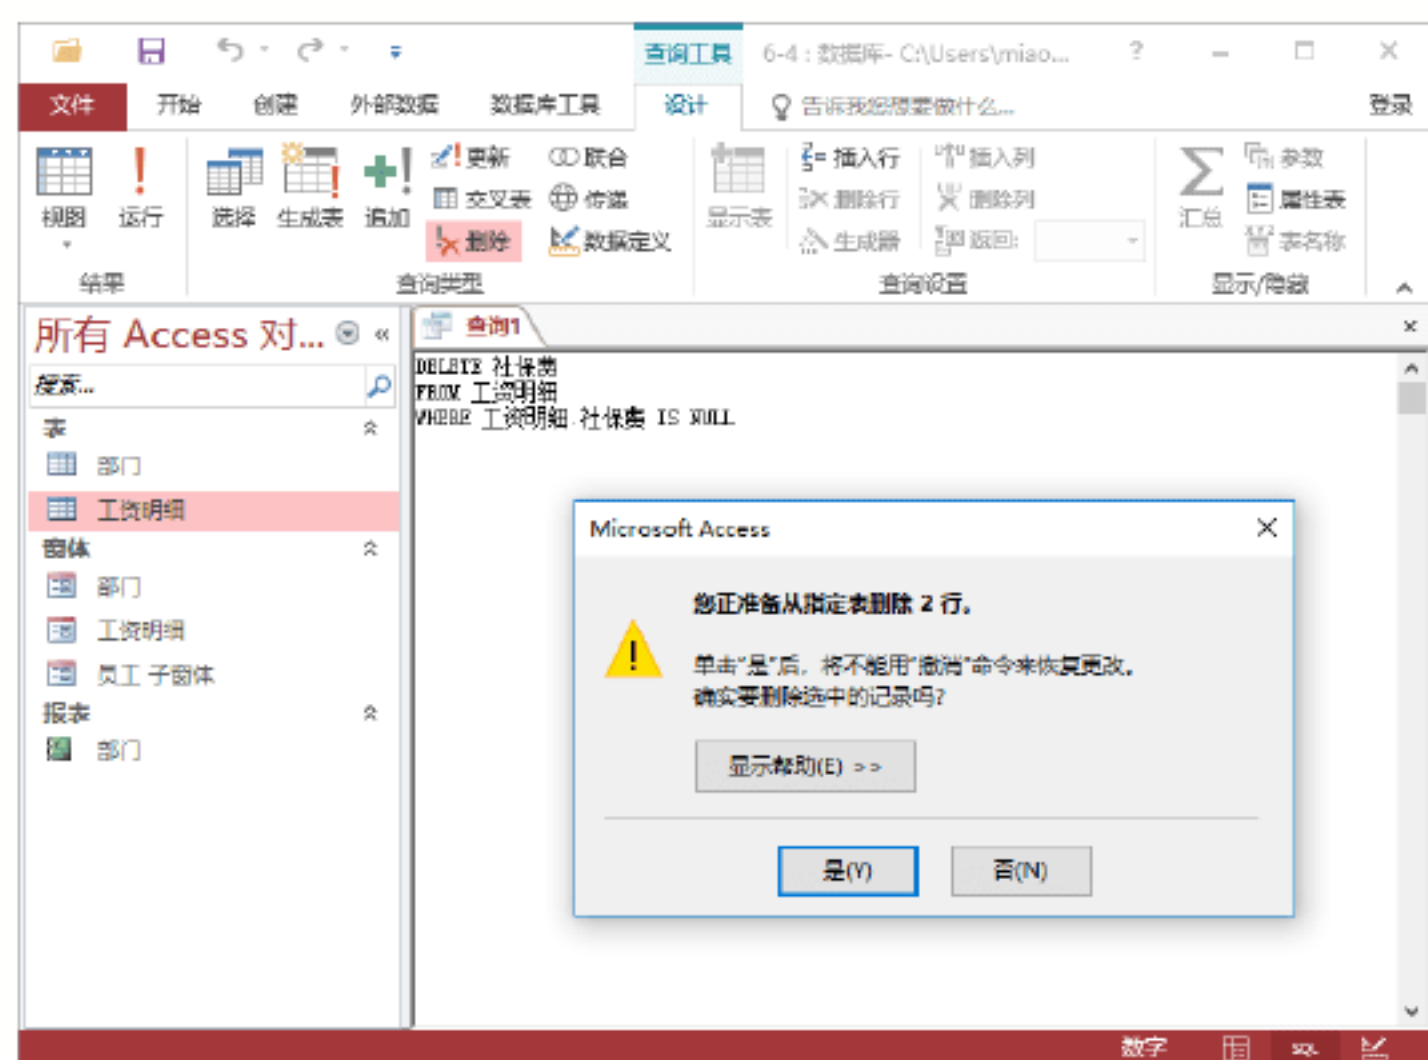 查询工具 6-4 : 数据库- C:\Users\miao... ?
文件 开始 创建 外部数据 数据库工具 设计 告诉我您想要做什么... 登录
更新 联合 插入行 插入列 参数
交叉表 传递 删除行 删除列 属性表
视图 运行 选择 生成表 追加 显示表 汇总
删除 数据定义 生成器 返回: 表名称
结果 查询类型 查询设置 显示/隐藏
所有 Access 对... «
查询1
搜索...
DELETE 社保费
FROM 工资明细
WHERE 工资明细.社保费 IS NULL
表
部门
工资明细
窗体
部门
工资明细
员工 子窗体
报表
部门
Microsoft Access
您正准备从指定表删除 2 行。
单击“是”后，将不能用“撤消”命令来恢复更改。
确实要删除选中的记录吗?
显示帮助(E) >>
是(Y) 否(N)
数字 SQL